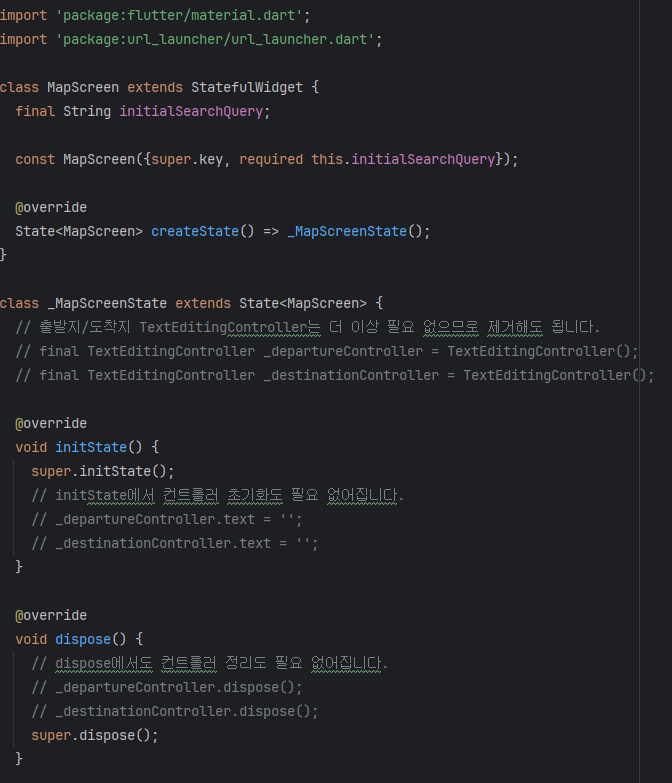 import 'package:flutter/material.dart';
import 'package:url_launcher/url_launcher.dart';
class MapScreen extends StatefulWidget {
final String initialSearchQuery;
const MapScreen({super.key, required this.initialSearchQuery});
@override
State<MapScreen> createState() => _MapScreenState();
}
class _MapScreenState extends State<MapScreen> {
// 출발지/도착지 TextEditingController는 더 이상 필요 없으므로 제거해도 됩니다.
// final TextEditingController _departureController = TextEditingController();
// final TextEditingController _destinationController = TextEditingController();
@override
void initState() {
super.initState();
// initState에서 컨트롤러 초기화도 필요 없어집니다.
// _departureController.text = '';
// _destinationController.text = '';
}
@override
void dispose() {
// dispose에서도 컨트롤러 정리도 필요 없어집니다.
// _departureController.dispose();
// _destinationController.dispose();
super.dispose();
}